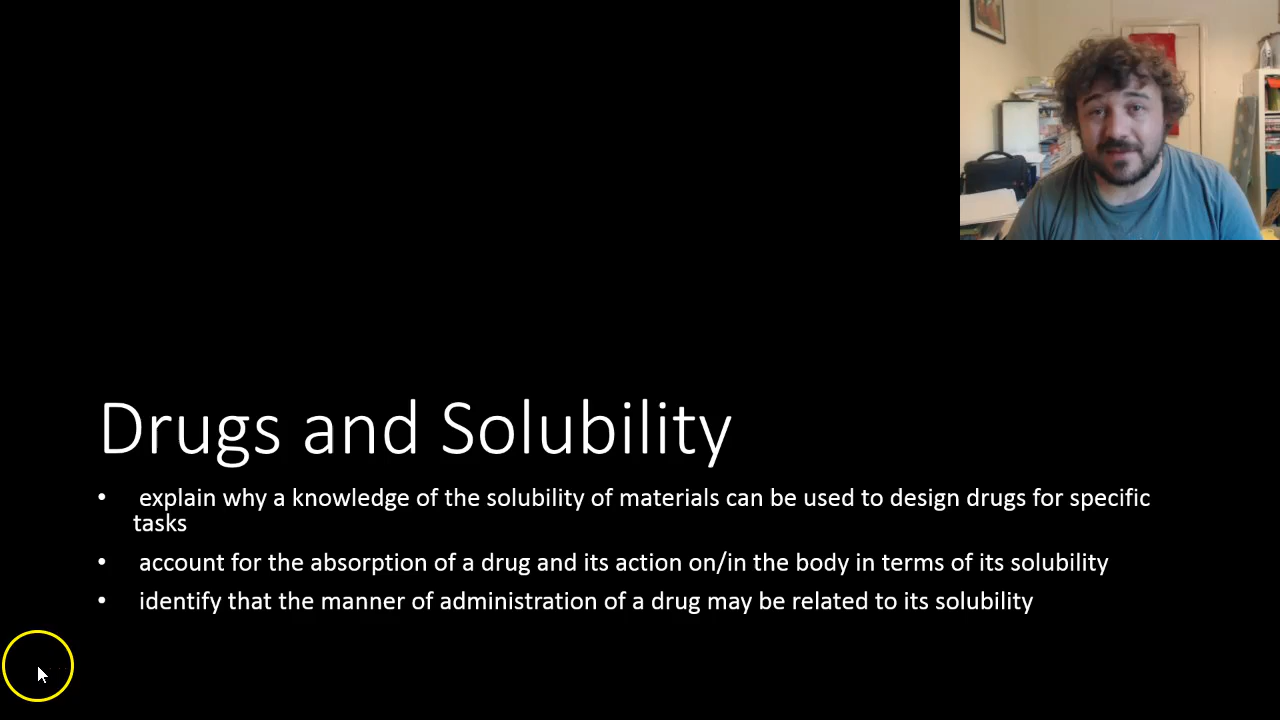 Drugs and Solubility
• explain why a knowledge of the solubility of materials can be used to design drugs for specific
tasks
• account for the absorption of a drug and its action on/in the body in terms of its solubility
• identify that the manner of administration of a drug may be related to its solubility